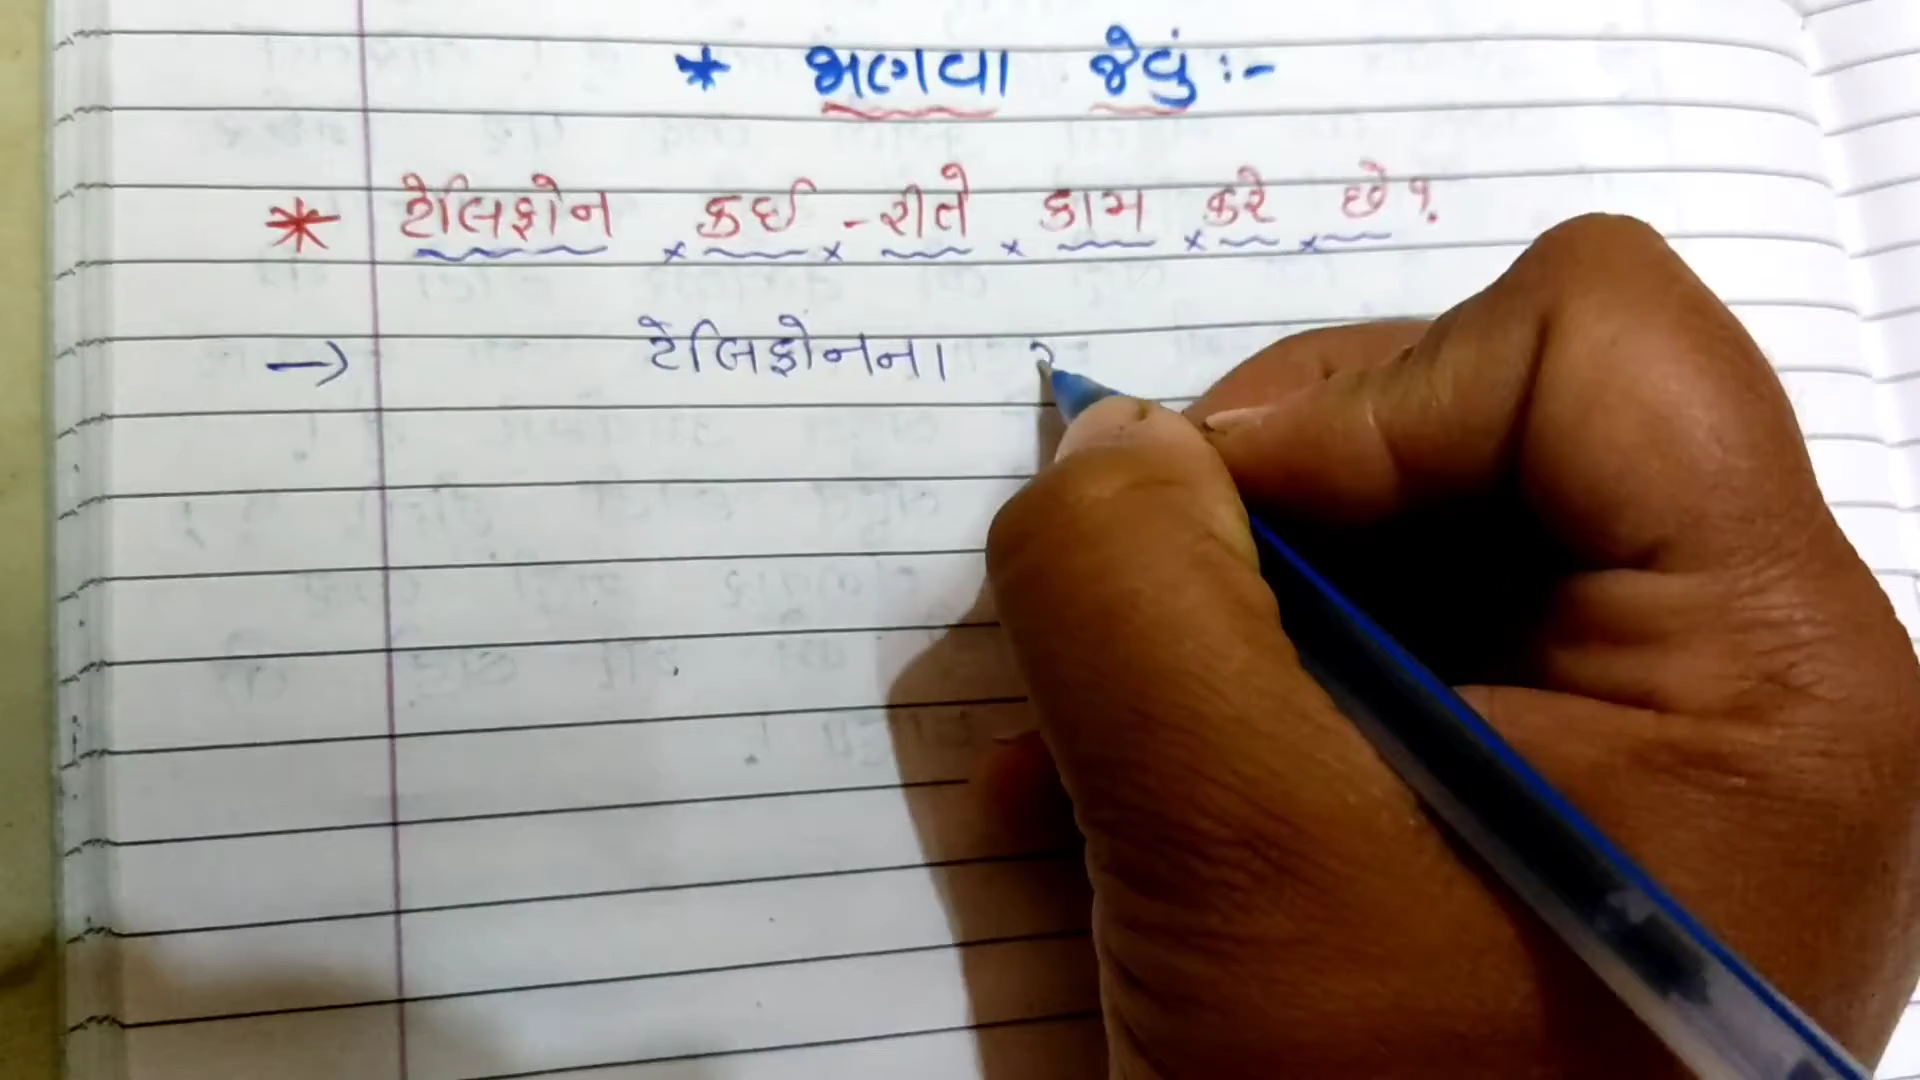 * ભણવા જેવું :-
* ટેલિફોન કઈ રીતે કામ કરે છે?
→ ટેલિફોનના